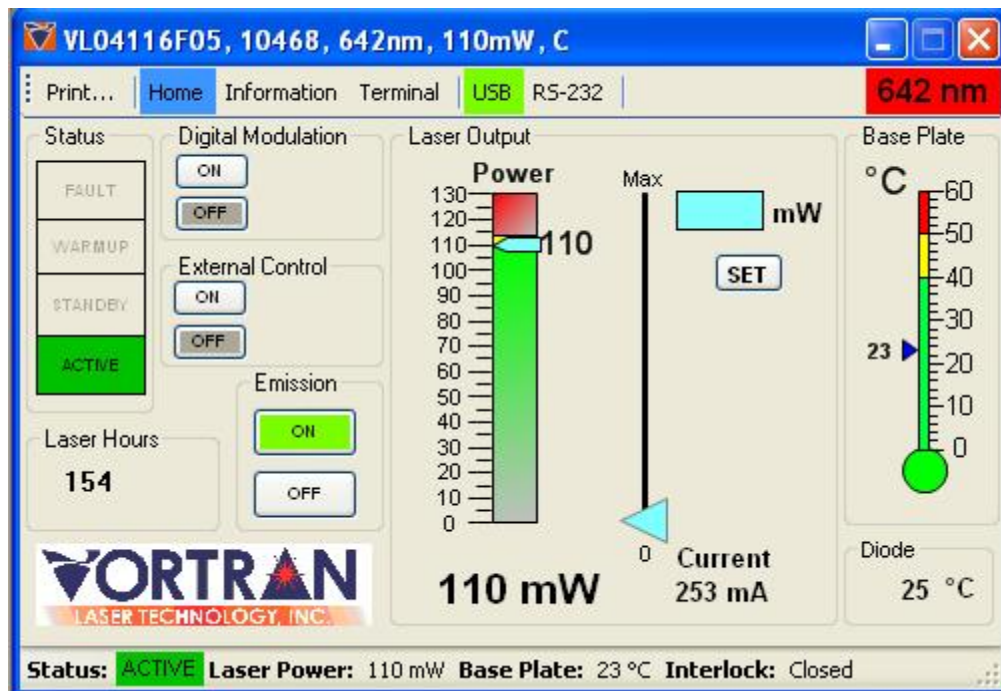 VL04116F05, 10468, 642nm, 110mW, C
Print... Home Information Terminal USB RS-232 642 nm
Status
FAULT
WARMUP
STANDBY
ACTIVE
Digital Modulation
ON
OFF
External Control
ON
OFF
Emission
ON
OFF
Laser Hours
154
VORTRAN
LASER TECHNOLOGY, INC.
Laser Output
Power
130
120
110
100
90
80
70
60
50
40
30
20
10
0
110
110 mW
Max
0
mW
SET
Current
253 mA
Base Plate
°C
60
50
40
30
20
10
0
23
Diode
25 °C
Status: ACTIVE Laser Power: 110 mW Base Plate: 23 °C Interlock: Closed